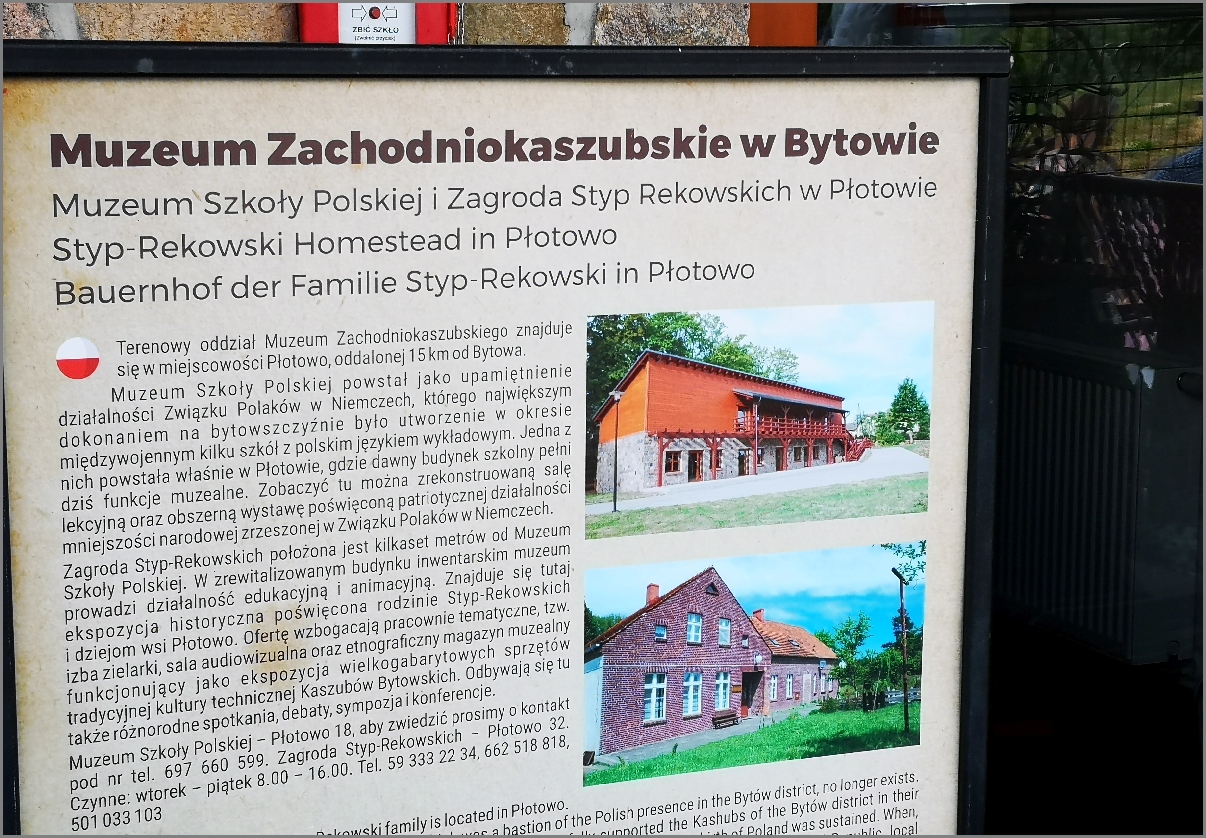 ZBIĆ SZKŁO
Muzeum Zachodniokaszubskie w Bytowie
Muzeum Szkoły Polskiej i Zagroda Styp Rekowskich w Płotowie
Styp-Rekowski Homestead in Płotowo
Bauernhof der Familie Styp-Rekowski in Płotowo
Terenowy oddział Muzeum Zachodniokaszubskiego znajduje
się w miejscowości Płotowo, oddalonej 15 km od Bytowa.
Muzeum Szkoły Polskiej powstał jako upamiętnienie
działalności Związku Polaków w Niemczech, którego największym
dokonaniem na bytowszczyźnie było utworzenie w okresie
międzywojennym kilku szkół z polskim językiem wykładowym. Jedna z
nich powstała właśnie w Płotowie, gdzie dawny budynek szkolny pełni
dziś funkcje muzealne. Zobaczyć tu można zrekonstruowaną salę
lekcyjną oraz obszerną wystawę poświęconą patriotycznej działalności
mniejszości narodowej zrzeszonej w Związku Polaków w Niemczech.
Zagroda Styp-Rekowskich położona jest kilkaset metrów od Muzeum
Szkoły Polskiej. W zrewitalizowanym budynku inwentarskim muzeum
prowadzi działalność edukacyjną i animacyjną. Znajduje się tutaj
ekspozycja historyczna poświęcona rodzinie Styp-Rekowskich
i dziejom wsi Płotowo. Ofertę wzbogacają pracownie tematyczne, tzw.
izba zielarki, sala audiowizualna oraz etnograficzny magazyn muzealny
funkcjonujący jako ekspozycja wielkogabarytowych sprzętów
tradycyjnej kultury technicznej Kaszubów Bytowskich. Odbywają się tu
także różnorodne spotkania, debaty, sympozja i konferencje.
Muzeum Szkoły Polskiej – Płotowo 18, aby zwiedzić prosimy o kontakt
pod nr tel. 697 660 599. Zagroda Styp-Rekowskich – Płotowo 32.
Czynne: wtorek – piątek 8.00 – 16.00. Tel. 59 333 22 34, 662 518 818,
501 033 103
Rekowski family is located in Płotowo.
was a bastion of the Polish presence in the Bytów district, no longer exists.
supported the Kashubs of the Bytów district in their
of Poland was sustained. When,
local